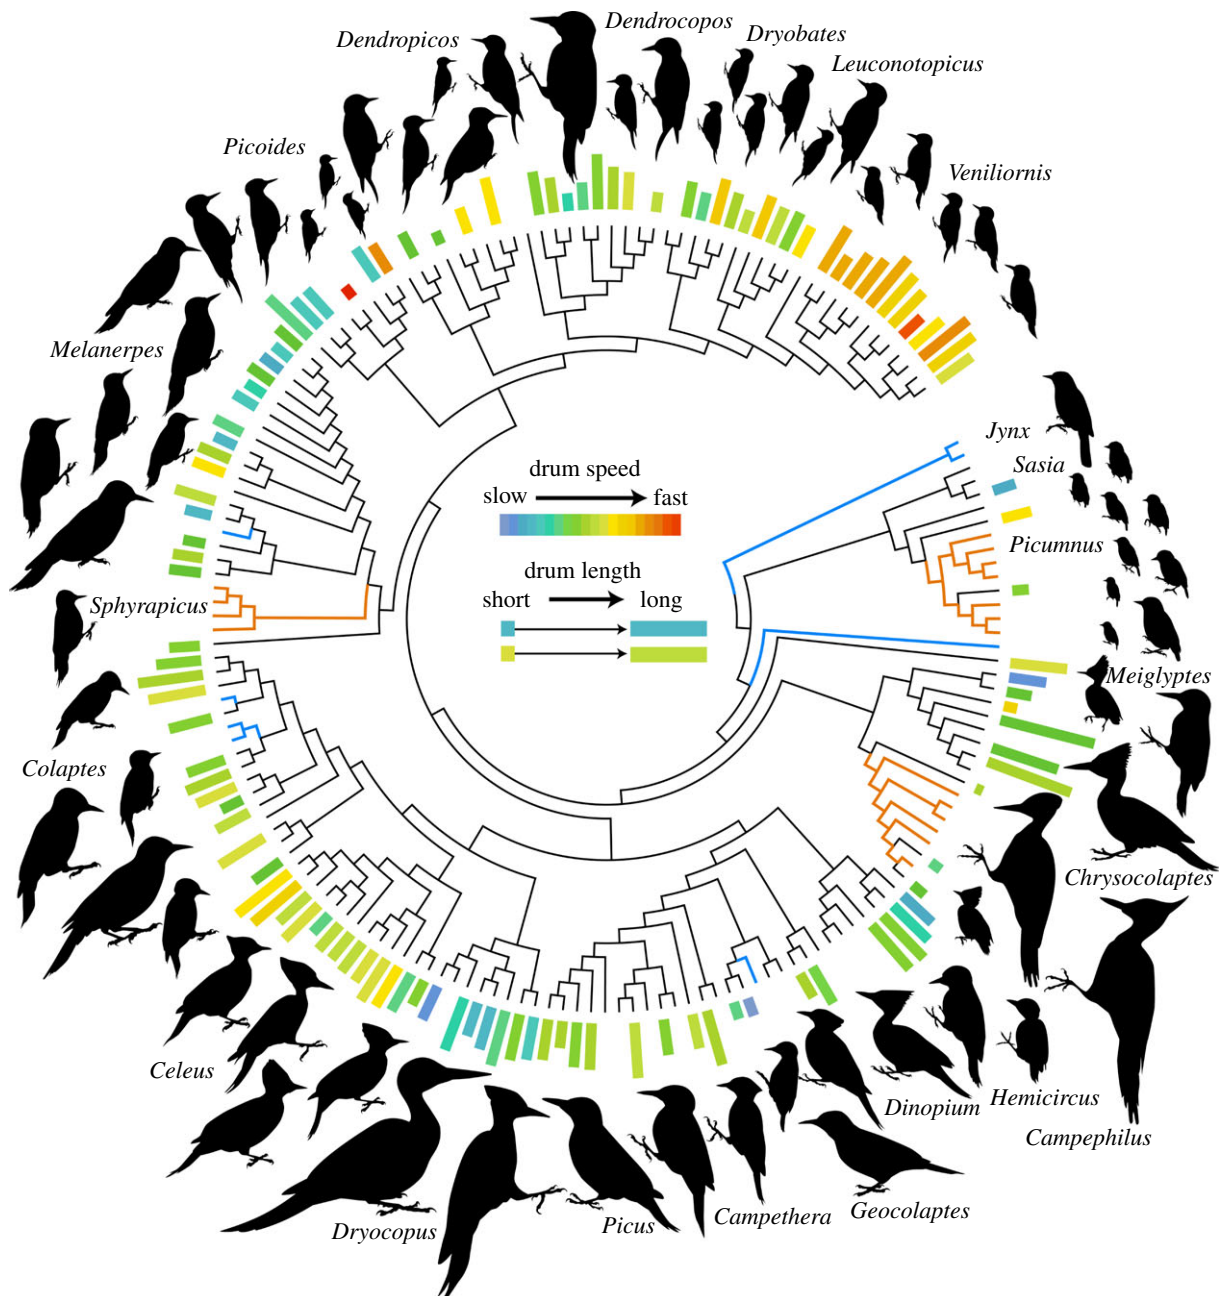 Dendrocopos
Dendropicos
Dryobates
Leuconotopicus
Picoides
Veniliornis
Melanerpes
Jynx
Sasia
drum speed
slow
fast
Picumnus
drum length
short
long
Sphyrapicus
Meiglyptes
Colaptes
Chrysocolaptes
Celeus
Dinopium
Hemicircus
Campephilus
Dryocopus
Picus
Campethera
Geocolaptes